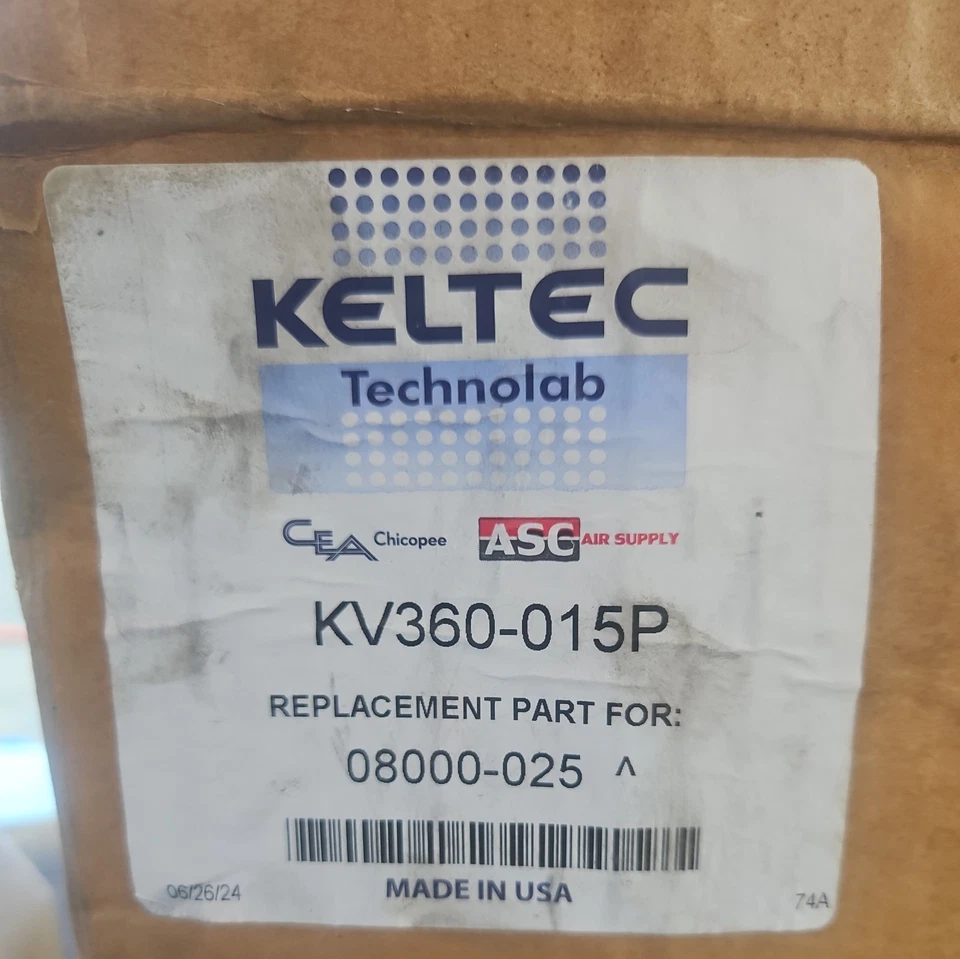 KELTEC
Technolab
CEA Chicopee ASC AIR SUPPLY
KV360-015P
REPLACEMENT PART FOR:
08000-025 ^
MADE IN USA
06/26/24 74A